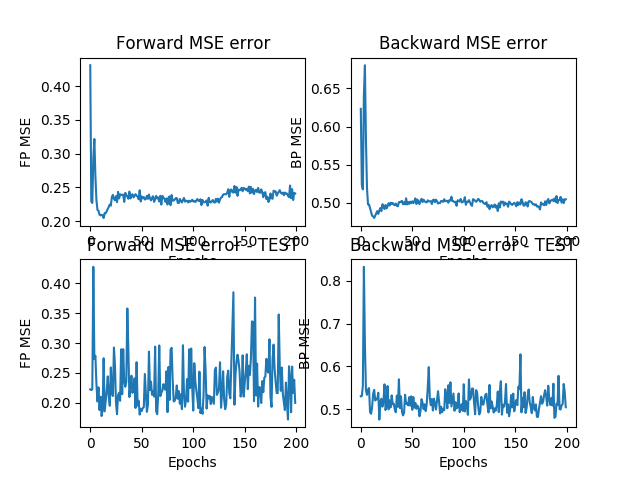 Forward MSE error
Backward MSE error
FP MSE
0.40
0.35
0.30
0.25
0.20
0 50 100 150 200
Epochs
BP MSE
0.65
0.60
0.55
0.50
0 50 100 150 200
Epochs
Forward MSE error - TEST
Backward MSE error - TEST
FP MSE
0.40
0.35
0.30
0.25
0.20
0 50 100 150 200
Epochs
BP MSE
0.8
0.7
0.6
0.5
0 50 100 150 200
Epochs